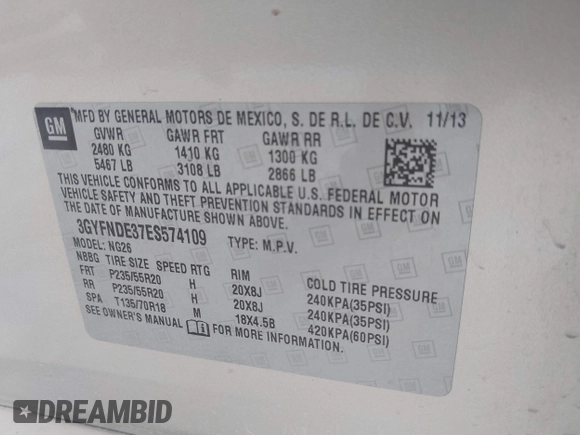 GM
MFD BY GENERAL MOTORS DE MEXICO, S. DE R.L. DE C.V. 11/13
GVWR GAWR FRT GAWR RR
2480 KG 1410 KG 1300 KG
5467 LB 3108 LB 2866 LB
THIS VEHICLE CONFORMS TO ALL APPLICABLE U.S. FEDERAL MOTOR
VEHICLE SAFETY AND THEFT PREVENTION STANDARDS IN EFFECT ON
THE DATE OF MANUFACTURE SHOWN ABOVE.
3GYFNDE37ES574109 TYPE: M.P.V.
MODEL: NG26
NBBG TIRE SIZE SPEED RTG RIM COLD TIRE PRESSURE
FRT P235/55R20 H 20X8J 240KPA(35PSI)
RR P235/55R20 H 20X8J 240KPA(35PSI)
SPA T135/70R18 M 18X4.5B 420KPA(60PSI)
SEE OWNER'S MANUAL FOR MORE INFORMATION.
DREAMBID